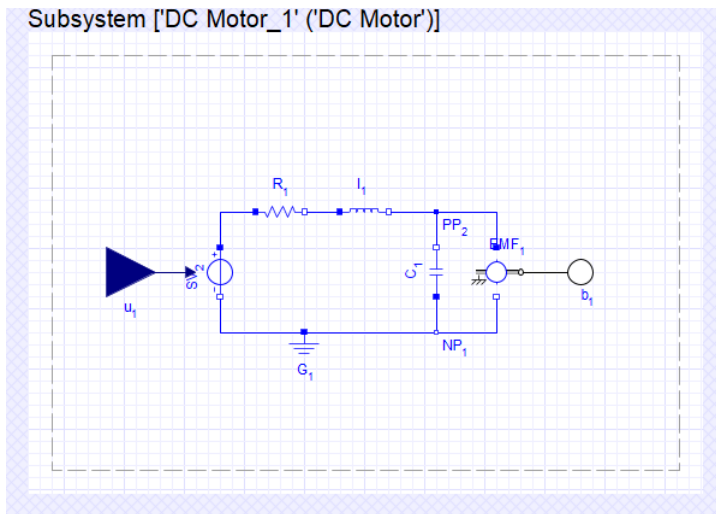 Subsystem ['DC Motor_1' ('DC Motor')]
R₁
I₁
PP₂
EMF₁
+
SV₂
-
C₁
u₁
b₁
NP₁
G₁